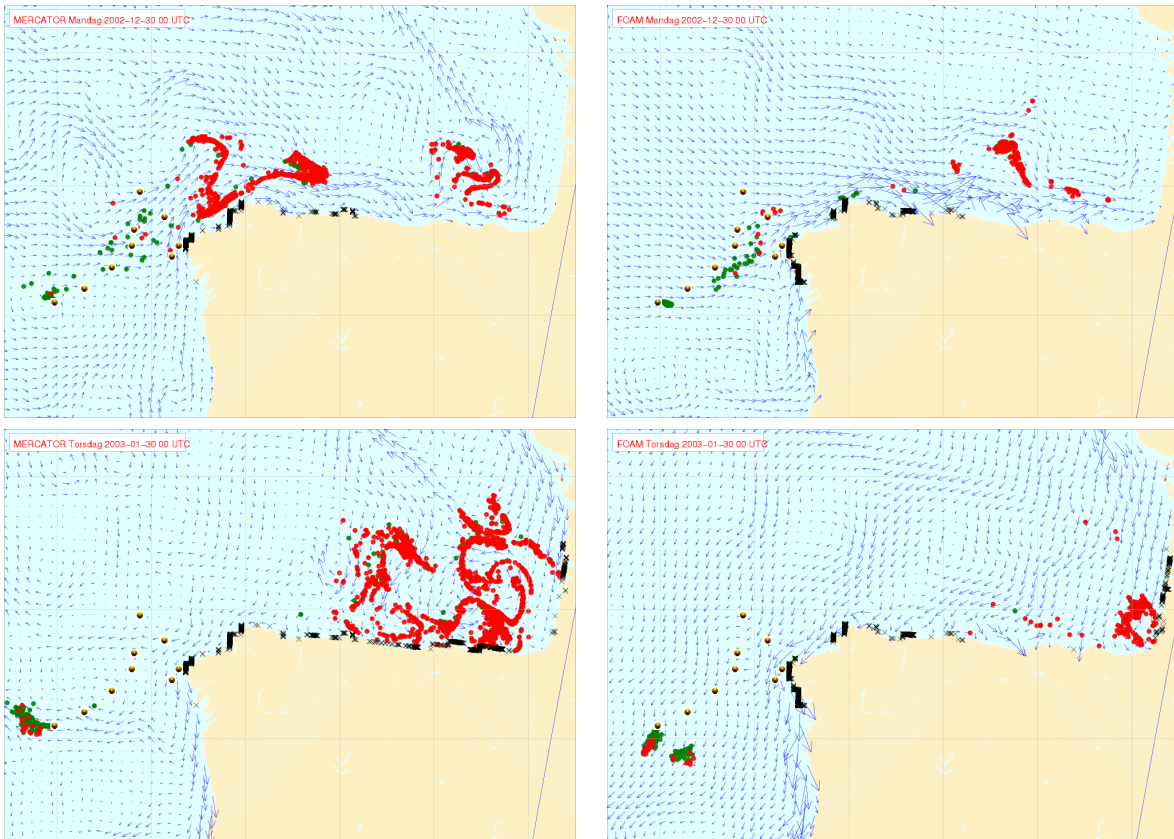 MERCATOR Mandag 2002-12-30 00 UTC
FOAM Mandag 2002-12-30 00 UTC
MERCATOR Torsdag 2003-01-30 00 UTC
FOAM Torsdag 2003-01-30 00 UTC